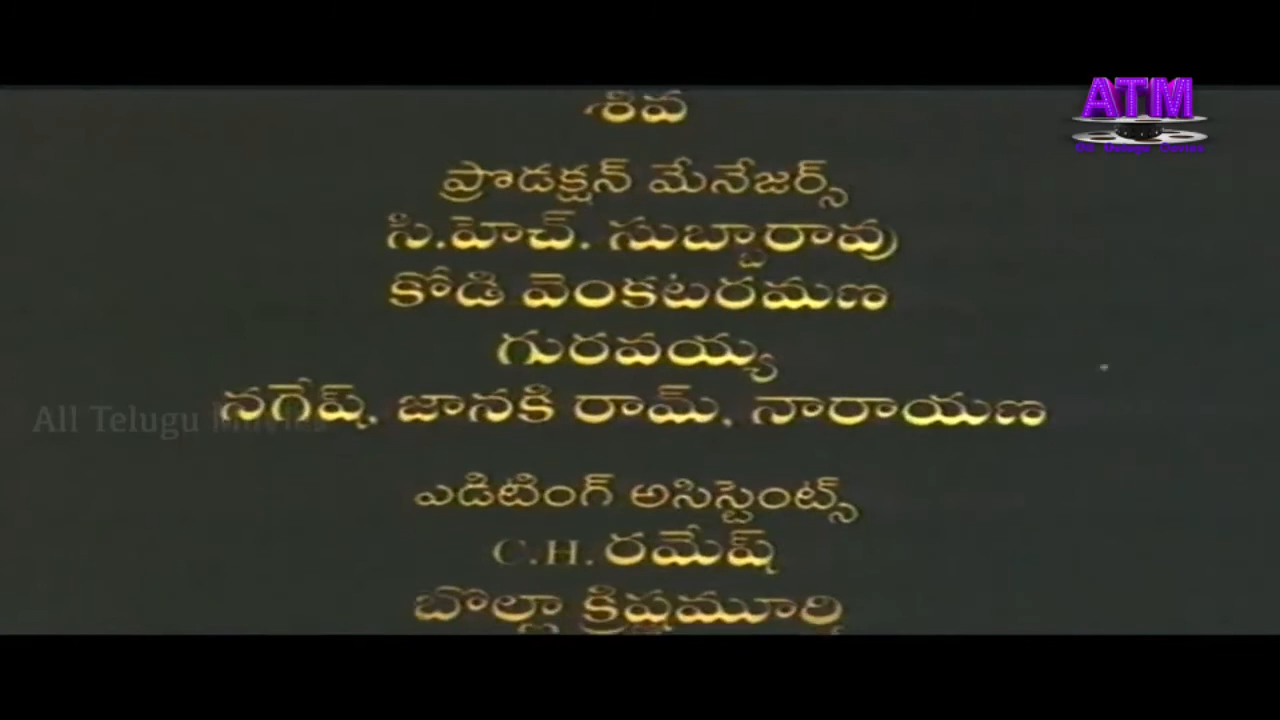 ATM
శివ
ప్రొడక్షన్ మేనేజర్స్
సి.హెచ్. సుబ్బారావు
కోడి వెంకటరమణ
గురవయ్య
నగేష్, జానకి రామ్, నారాయణ
All Telugu Movies
ఎడిటింగ్ అసిస్టెంట్స్
C.H. రమేష్
బొల్లా క్రిష్ణమూర్తి